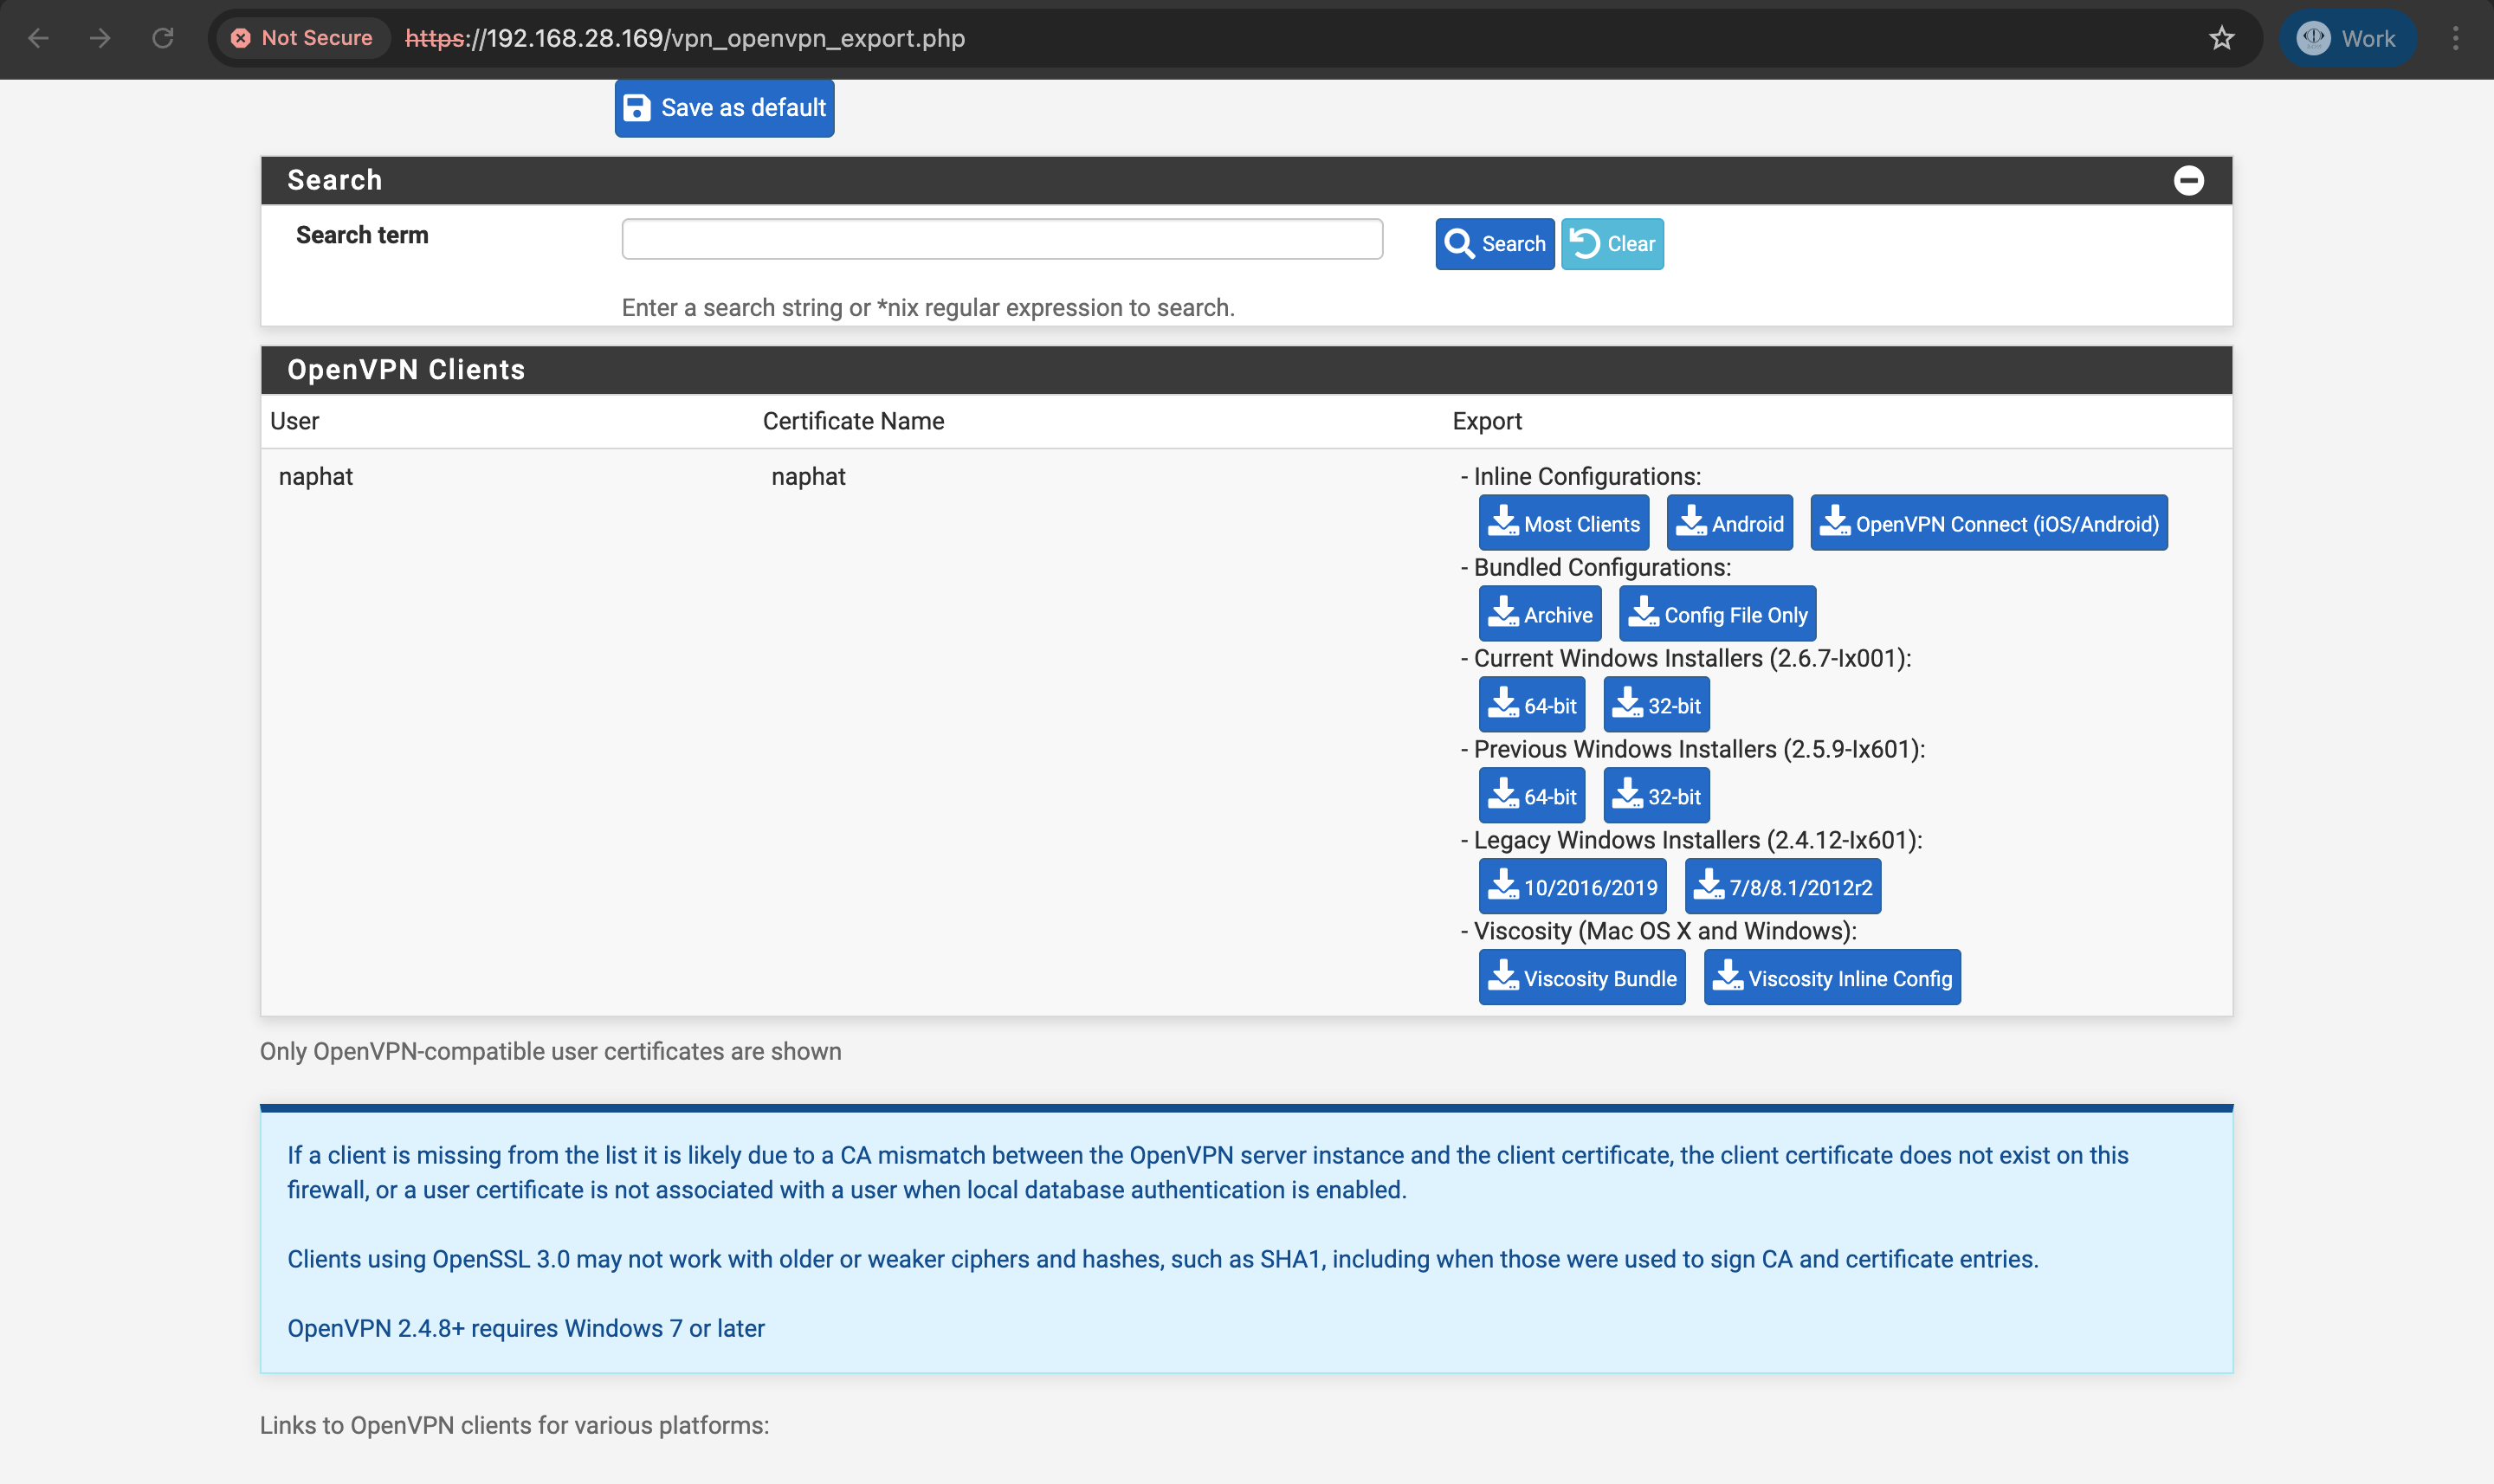 Not Secure https://192.168.28.169/vpn_openvpn_export.php Work
Save as default
Search
Search term Search Clear
Enter a search string or *nix regular expression to search.
OpenVPN Clients
User Certificate Name Export
naphat naphat - Inline Configurations:
Most Clients Android OpenVPN Connect (iOS/Android)
- Bundled Configurations:
Archive Config File Only
- Current Windows Installers (2.6.7-Ix001):
64-bit 32-bit
- Previous Windows Installers (2.5.9-Ix601):
64-bit 32-bit
- Legacy Windows Installers (2.4.12-Ix601):
10/2016/2019 7/8/8.1/2012r2
- Viscosity (Mac OS X and Windows):
Viscosity Bundle Viscosity Inline Config
Only OpenVPN-compatible user certificates are shown
If a client is missing from the list it is likely due to a CA mismatch between the OpenVPN server instance and the client certificate, the client certificate does not exist on this
firewall, or a user certificate is not associated with a user when local database authentication is enabled.
Clients using OpenSSL 3.0 may not work with older or weaker ciphers and hashes, such as SHA1, including when those were used to sign CA and certificate entries.
OpenVPN 2.4.8+ requires Windows 7 or later
Links to OpenVPN clients for various platforms: